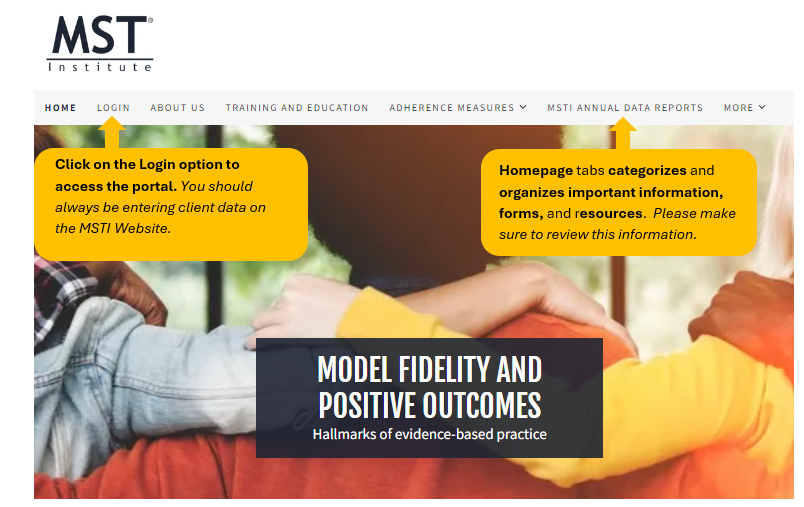 MST®
Institute
HOME LOGIN ABOUT US TRAINING AND EDUCATION ADHERENCE MEASURES MSTI ANNUAL DATA REPORTS MORE
Click on the Login option to
access the portal. You should
always be entering client data on
the MSTI Website.
Homepage tabs categorizes and
organizes important information,
forms, and resources. Please make
sure to review this information.
MODEL FIDELITY AND
POSITIVE OUTCOMES
Hallmarks of evidence-based practice